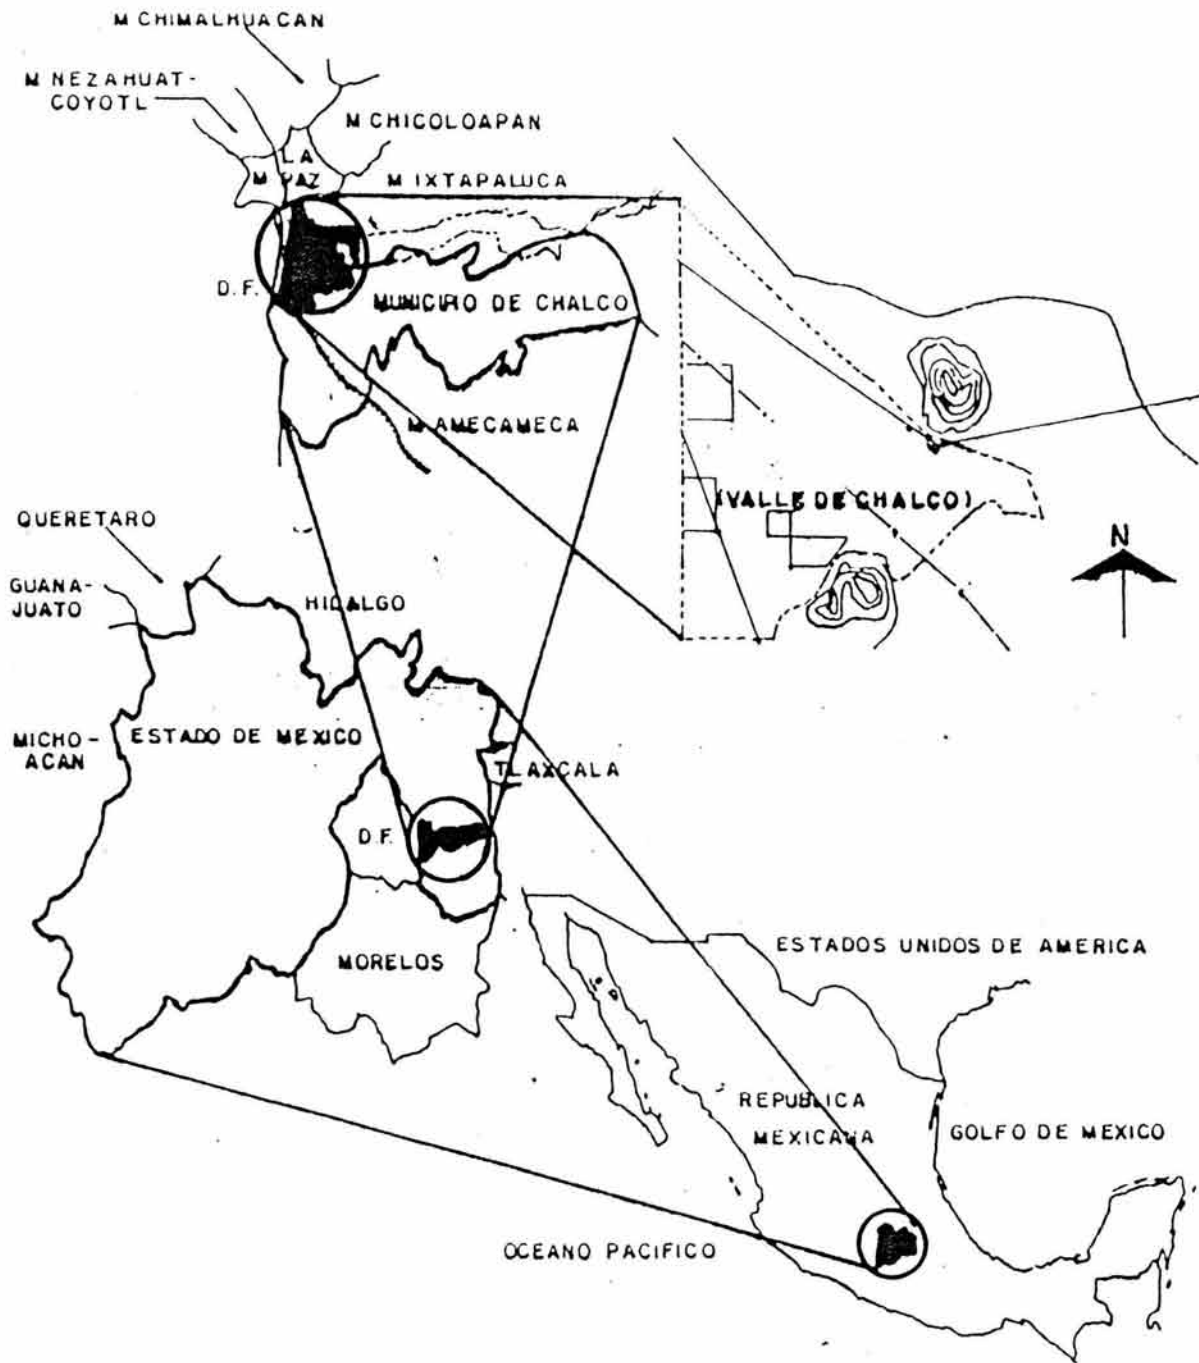 M CHIMALHUACAN
M NEZAHUAT-
COYOTL
M CHICOLOAPAN
LA
M PAZ
M IXTAPALUCA
D.F.
MUNICIPIO DE CHALCO
M. AMECAMECA
(VALLE DE CHALCO)
N
QUERETARO
GUANA-
JUATO
HIDALGO
MICHO-
ACAN
ESTADO DE MEXICO
TLAXCALA
D.F.
MORELOS
ESTADOS UNIDOS DE AMERICA
REPUBLICA
MEXICANA
GOLFO DE MEXICO
OCEANO PACIFICO